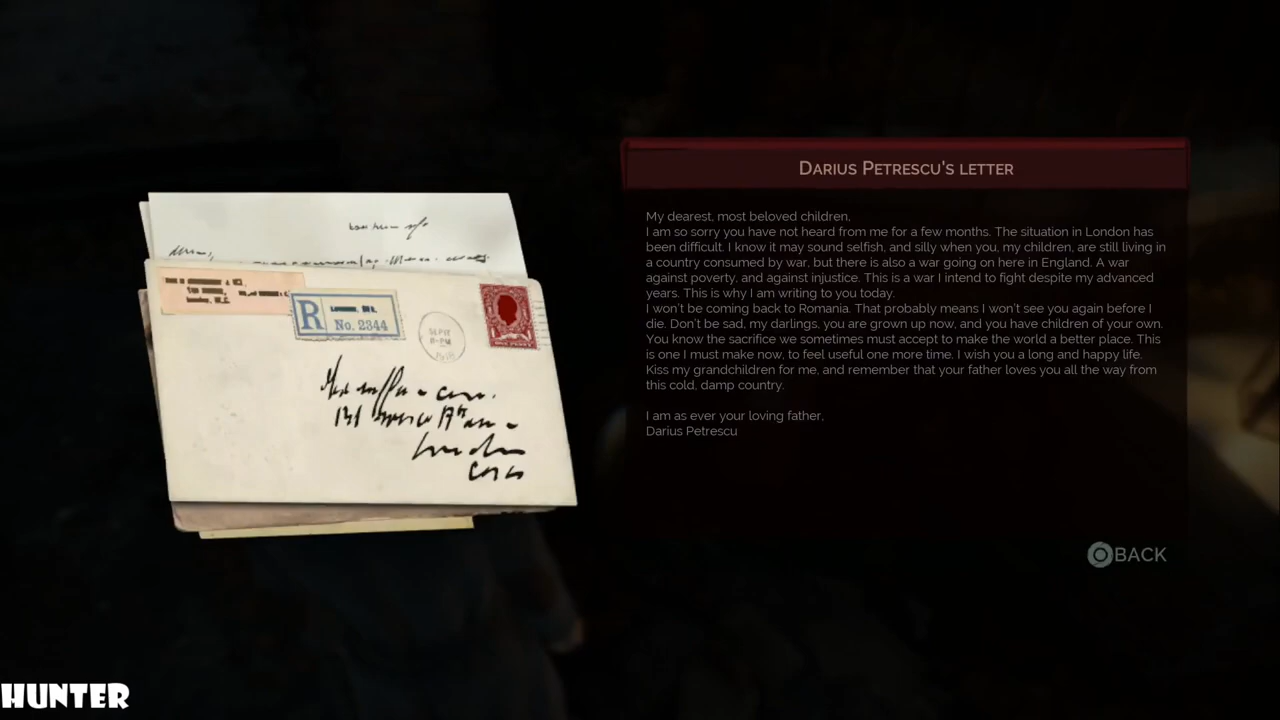 DARIUS PETRESCU'S LETTER
My dearest, most beloved children,
I am so sorry you have not heard from me for a few months. The situation in London has
been difficult. I know it may sound selfish, and silly when you, my children, are still living in
a country consumed by war, but there is also a war going on here in England. A war
against poverty, and against injustice. This is a war I intend to fight despite my advanced
years. This is why I am writing to you today.
I won't be coming back to Romania. That probably means I won't see you again before I
die. Don't be sad, my darlings, you are grown up now, and you have children of your own.
You know the sacrifice we sometimes must accept to make the world a better place. This
is one I must make now, to feel useful one more time. I wish you a long and happy life.
Kiss my grandchildren for me, and remember that your father loves you all the way from
this cold, damp country.
I am as ever your loving father,
Darius Petrescu
R
No. 2344
ONE PENNY
8-PM
London
BACK
HUNTER